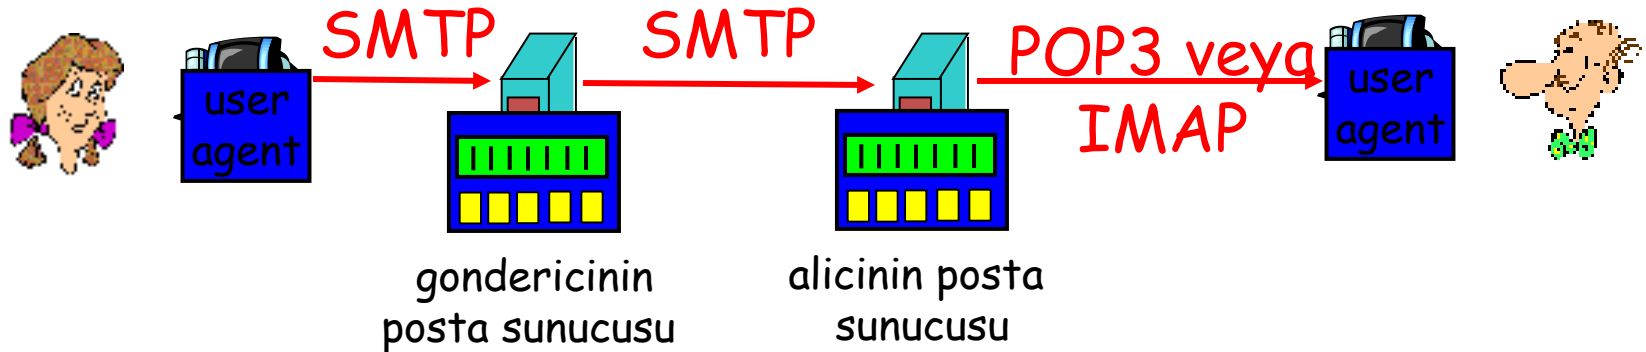 SMTP
SMTP
POP3 veya
IMAP
user
agent
user
agent
gondericinin
posta sunucusu
alicinin posta
sunucusu